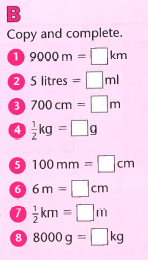 B
Copy and complete.
1 9000 m = □ km
2 5 litres = □ ml
3 700 cm = □ m
4 ½ kg = □ g
5 100 mm = □ cm
6 6 m = □ cm
7 ½ km = □ m
8 8000 g = □ kg